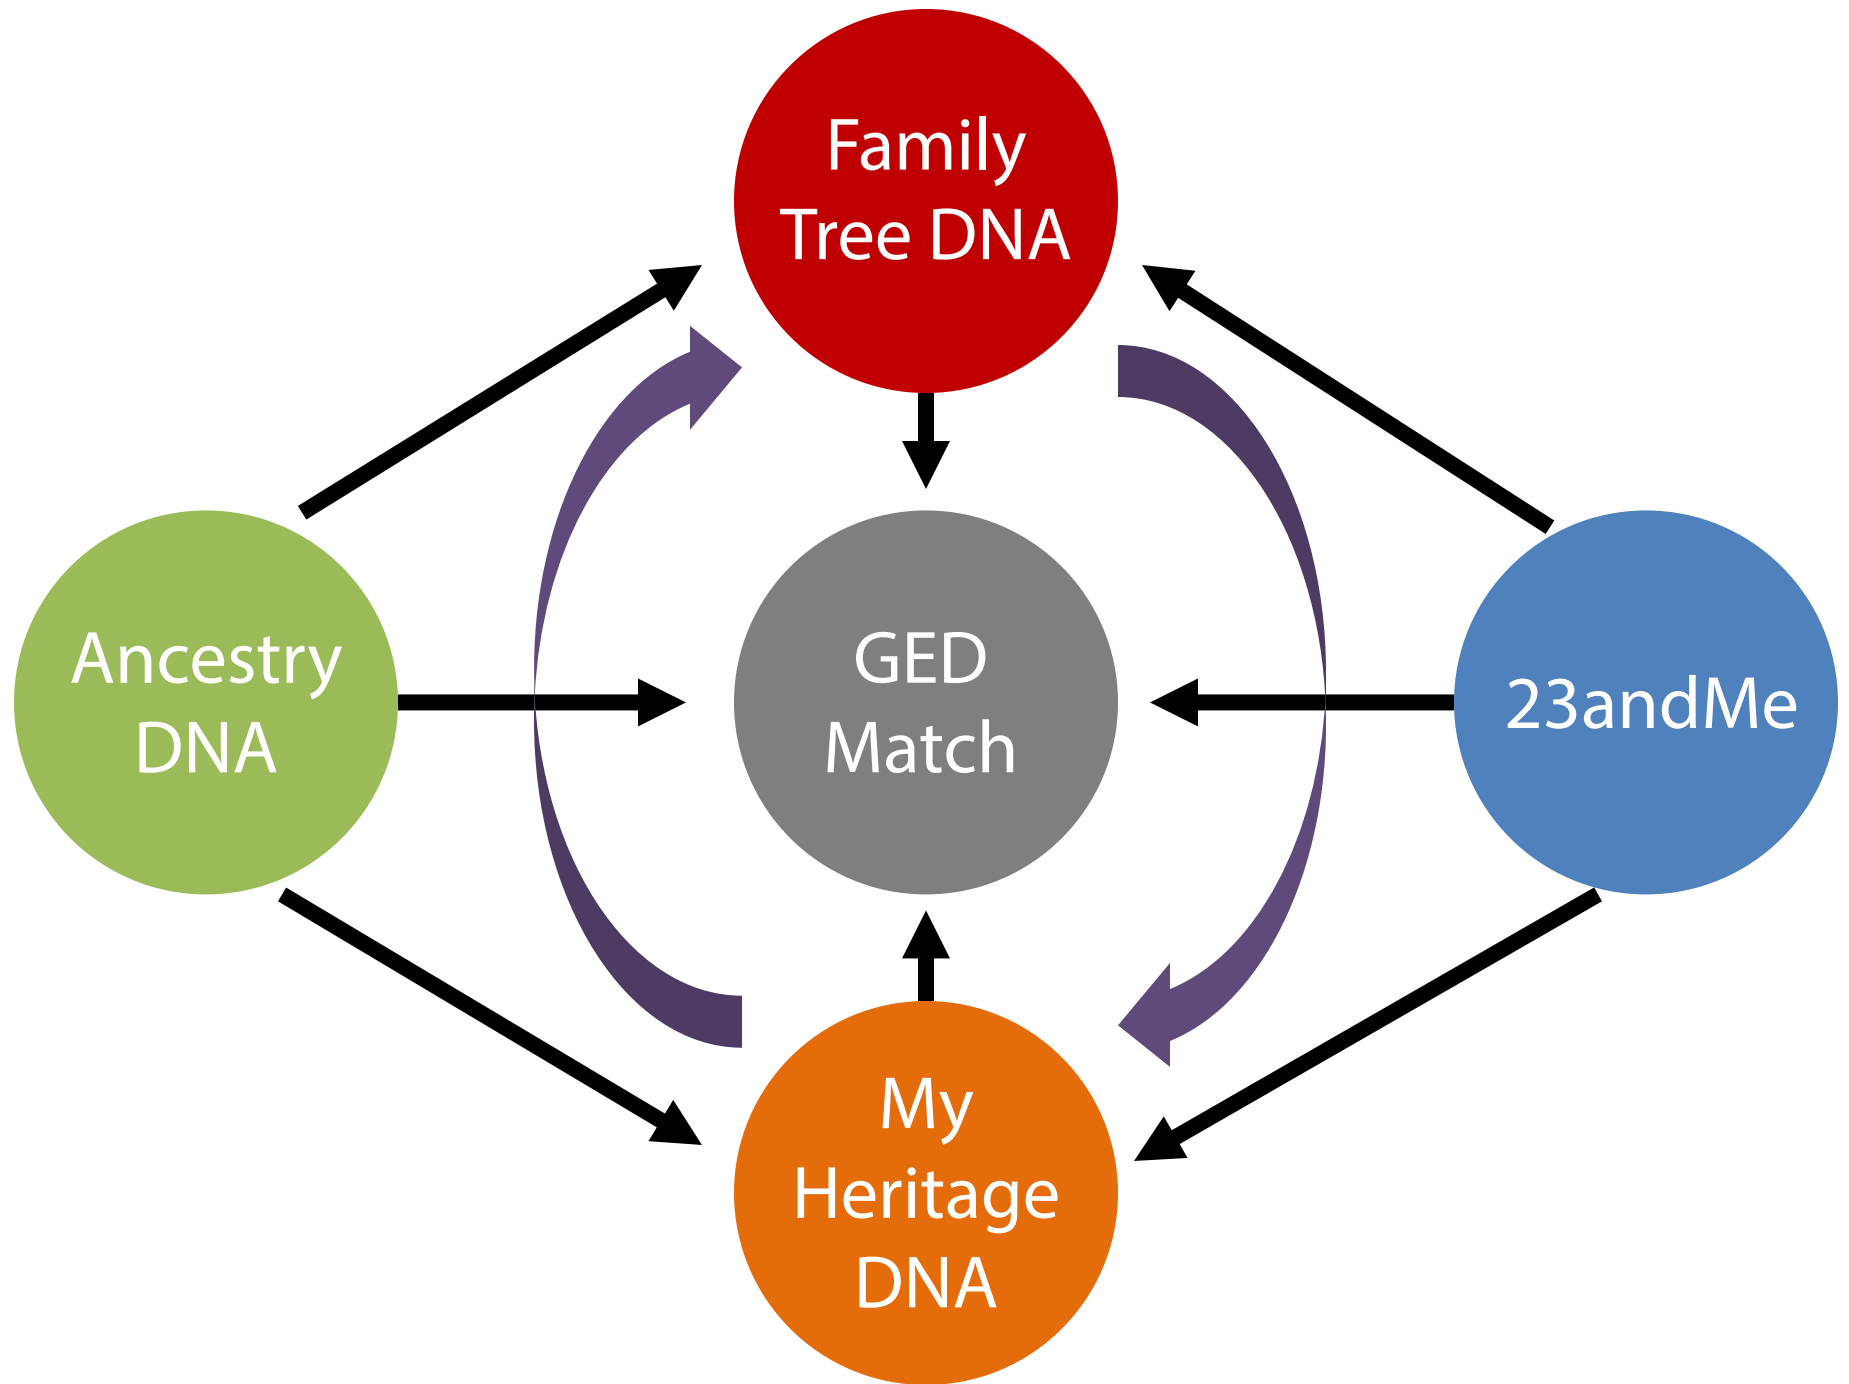 Family
Tree DNA
Ancestry
DNA
GED
Match
23andMe
My
Heritage
DNA